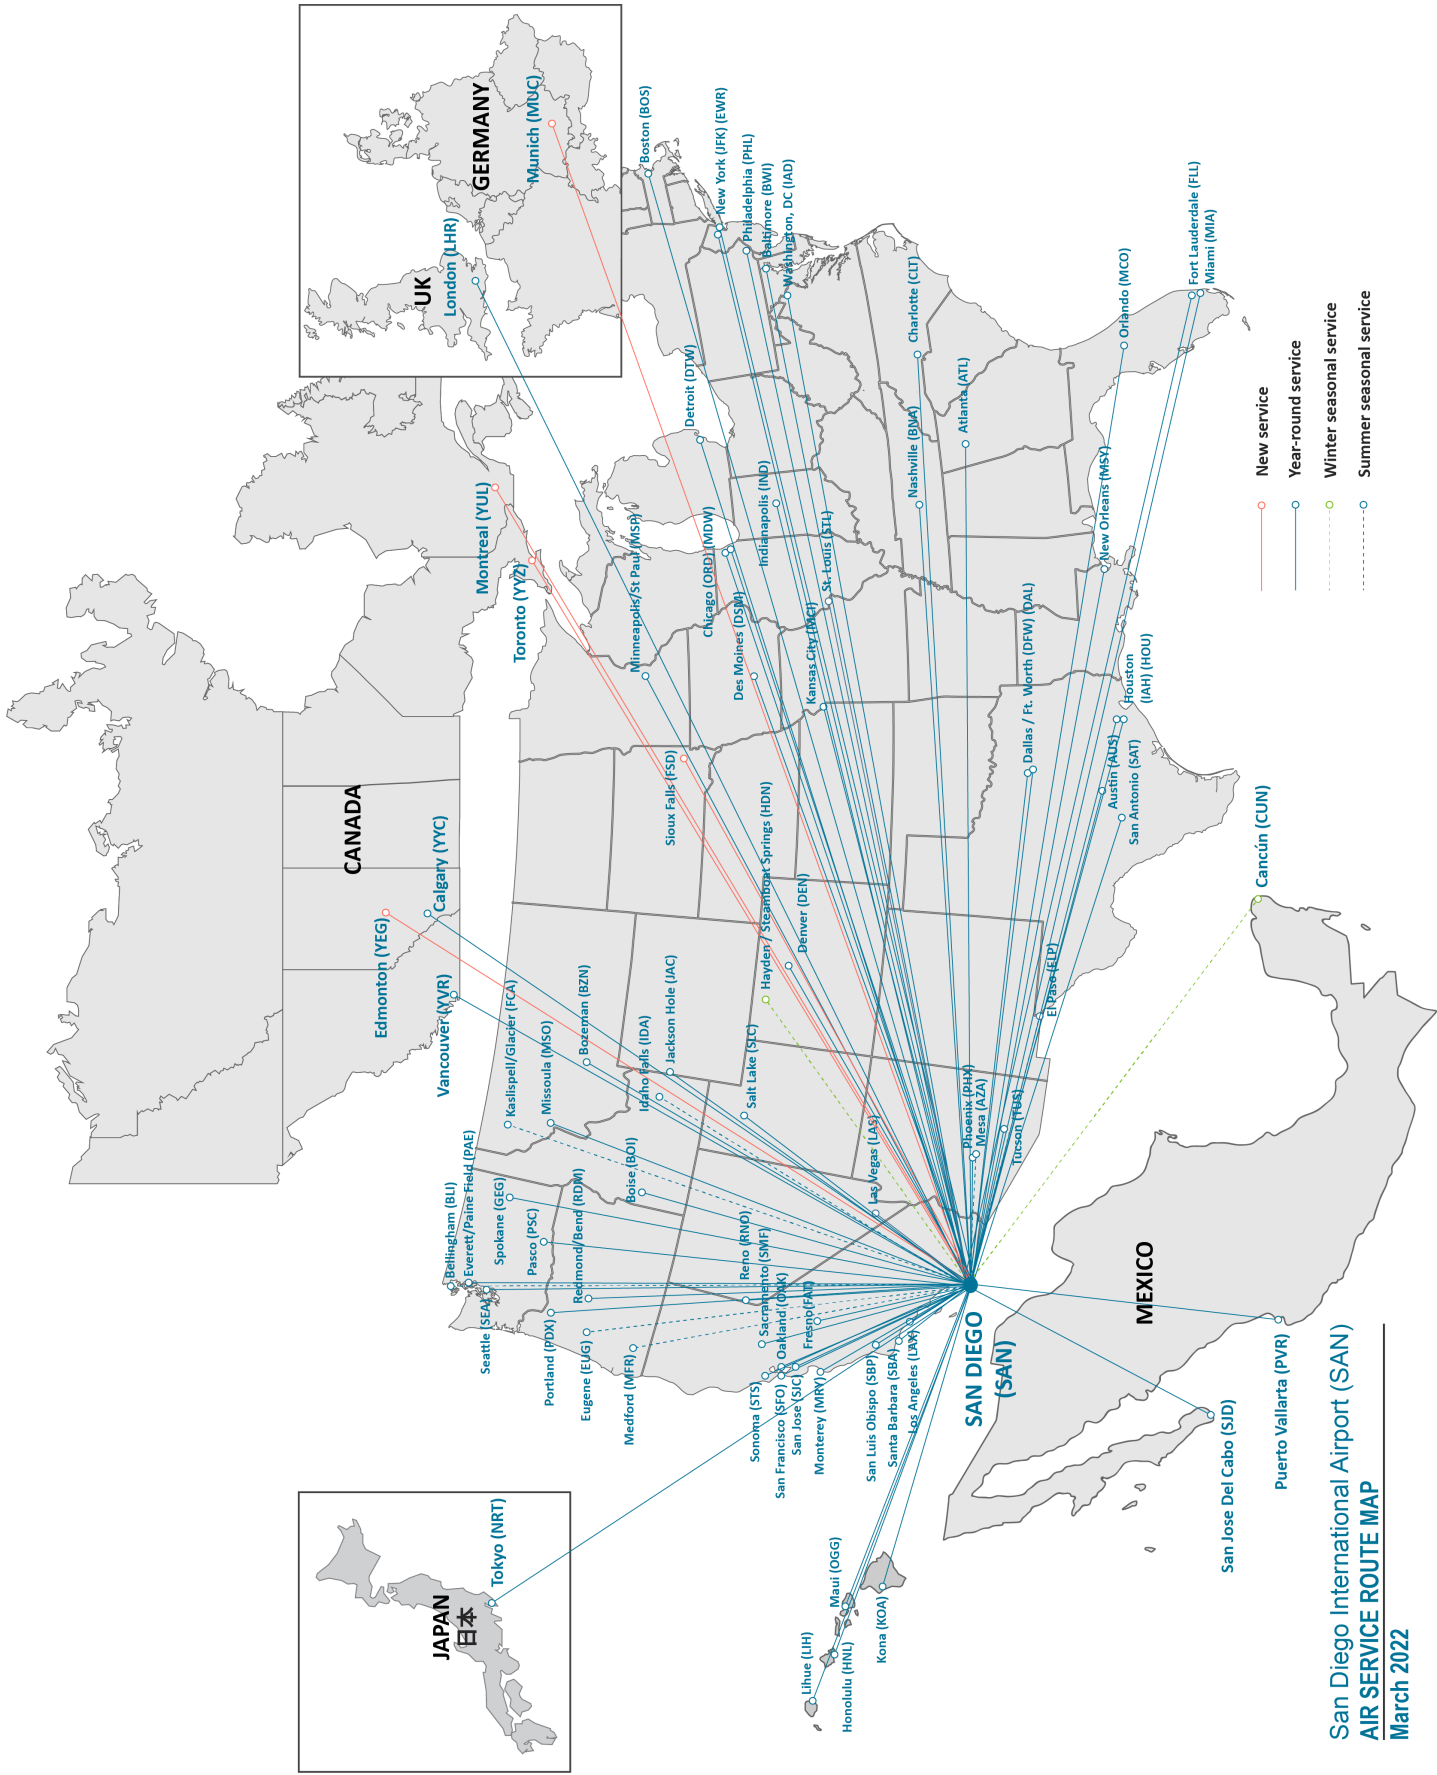 JAPAN
日本
Tokyo (NRT)
Lihue (LIH)
Honolulu (HNL)
Maui (OGG)
Kona (KOA)
CANADA
Edmonton (YEG)
Calgary (YYC)
Vancouver (YVR)
Montreal (YUL)
Toronto (YYZ)
UK
London (LHR)
GERMANY
Munich (MUC)
Bellingham (BLI)
Everett/Paine Field (PAE)
Seattle (SEA)
Spokane (GEG)
Pasco (PSC)
Kaslispell/Glacier (FCA)
Missoula (MSO)
Bozeman (BZN)
Portland (PDX)
Redmond/Bend (RDM)
Eugene (EUG)
Medford (MFR)
Boise (BOI)
Idaho Falls (IDA)
Jackson Hole (JAC)
Salt Lake (SLC)
Reno (RNO)
Sacramento (SMF)
Sonoma (STS)
Oakland (OAK)
San Francisco (SFO)
San Jose (SJC)
Fresno(FAT)
Monterey (MRY)
San Luis Obispo (SBP)
Santa Barbara (SBA)
Los Angeles (LAX)
Las Vegas (LAS)
SAN DIEGO
(SAN)
Phoenix (PHX)
Mesa (AZA)
Tucson (TUS)
El Paso (ELP)
Hayden / Steamboat Springs (HDN)
Denver (DEN)
Sioux Falls (FSD)
Minneapolis/St Paul (MSP)
Des Moines (DSM)
Chicago (ORD) (MDW)
Kansas City (MCI)
St. Louis (STL)
Indianapolis (IND)
Detroit (DTW)
Boston (BOS)
New York (JFK) (EWR)
Philadelphia (PHL)
Baltimore (BWI)
Washington, DC (IAD)
Charlotte (CLT)
Nashville (BNA)
Atlanta (ATL)
Dallas / Ft. Worth (DFW) (DAL)
Austin (AUS)
San Antonio (SAT)
Houston
(IAH) (HOU)
New Orleans (MSY)
Orlando (MCO)
Fort Lauderdale (FLL)
Miami (MIA)
MEXICO
San Jose Del Cabo (SJD)
Puerto Vallarta (PVR)
Cancún (CUN)
New service
Year-round service
Winter seasonal service
Summer seasonal service
San Diego International Airport (SAN)
AIR SERVICE ROUTE MAP
March 2022